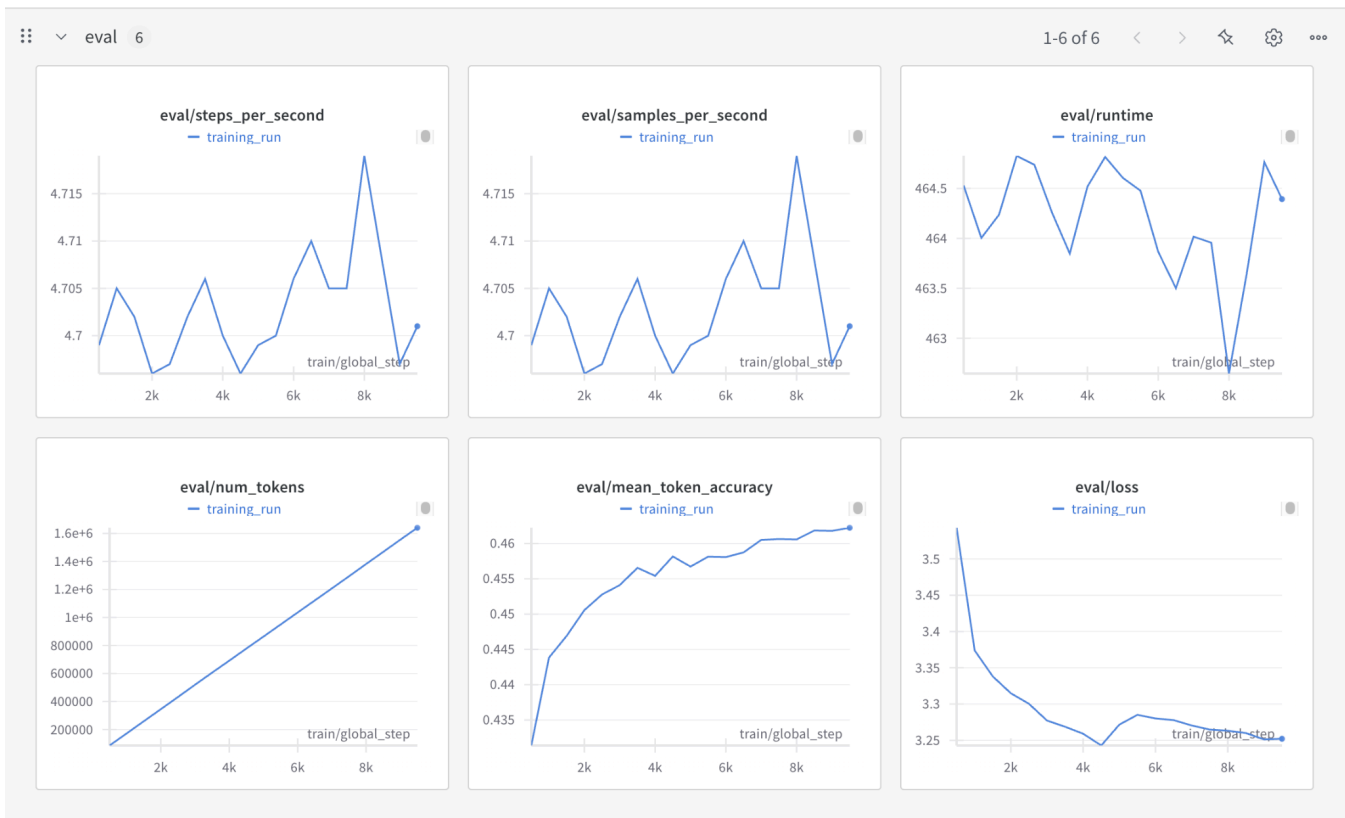 eval 6
1-6 of 6
eval/steps_per_second
training_run
4.715
4.71
4.705
4.7
train/global_step
2k 4k 6k 8k
eval/samples_per_second
training_run
4.715
4.71
4.705
4.7
train/global_step
2k 4k 6k 8k
eval/runtime
training_run
464.5
464
463.5
463
train/global_step
2k 4k 6k 8k
eval/num_tokens
training_run
1.6e+6
1.4e+6
1.2e+6
1e+6
800000
600000
400000
200000
train/global_step
2k 4k 6k 8k
eval/mean_token_accuracy
training_run
0.46
0.455
0.45
0.445
0.44
0.435
train/global_step
2k 4k 6k 8k
eval/loss
training_run
3.5
3.45
3.4
3.35
3.3
3.25
train/global_step
2k 4k 6k 8k